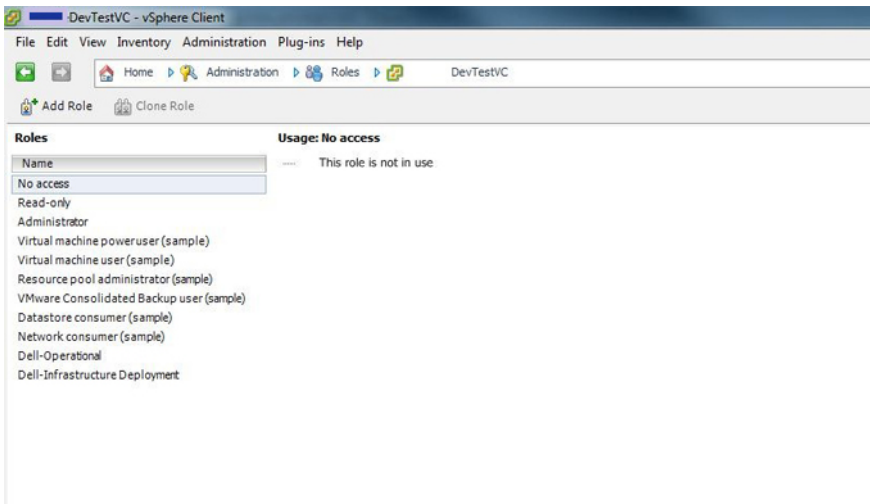 -DevTestVC - vSphere Client
File Edit View Inventory Administration Plug-ins Help
Home Administration Roles DevTestVC
Add Role Clone Role
Roles
Name
No access
Read-only
Administrator
Virtual machine power user (sample)
Virtual machine user (sample)
Resource pool administrator (sample)
VMware Consolidated Backup user (sample)
Datastore consumer (sample)
Network consumer (sample)
Dell-Operational
Dell-Infrastructure Deployment
Usage: No access
This role is not in use